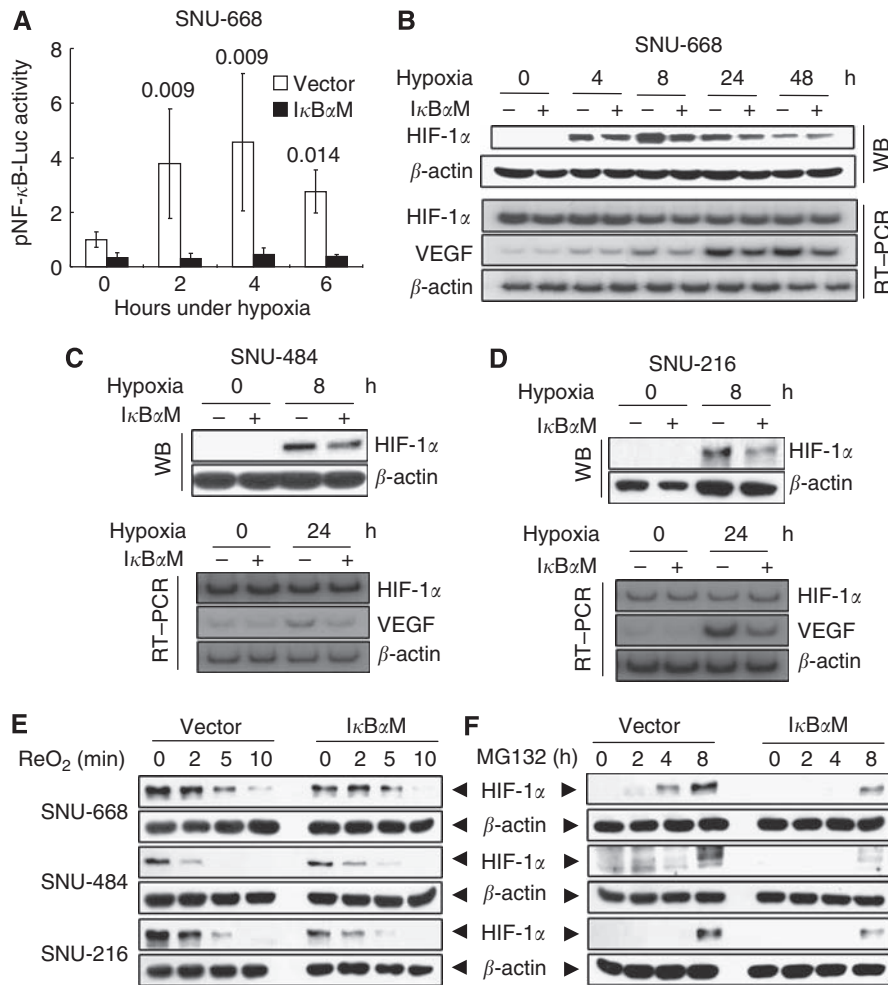 A
SNU-668
pNF-κB-Luc activity
8
6
4
2
0
0.009
0.009
0.014
Vector
IκBαM
0 2 4 6
Hours under hypoxia
B
SNU-668
Hypoxia 0 4 8 24 48 h
IκBαM – + – + – + – + – +
HIF-1α
β-actin
WB
HIF-1α
VEGF
β-actin
RT–PCR
C
SNU-484
Hypoxia 0 8 h
IκBαM – + – +
WB
HIF-1α
β-actin
Hypoxia 0 24 h
IκBαM – + – +
RT–PCR
HIF-1α
VEGF
β-actin
D
SNU-216
Hypoxia 0 8 h
IκBαM – + – +
WB
HIF-1α
β-actin
Hypoxia 0 24 h
IκBαM – + – +
RT–PCR
HIF-1α
VEGF
β-actin
E
Vector IκBαM
ReO2 (min) 0 2 5 10 0 2 5 10
SNU-668
SNU-484
SNU-216
◄ HIF-1α ►
◄ β-actin ►
◄ HIF-1α ►
◄ β-actin ►
◄ HIF-1α ►
◄ β-actin ►
F
Vector IκBαM
MG132 (h) 0 2 4 8 0 2 4 8